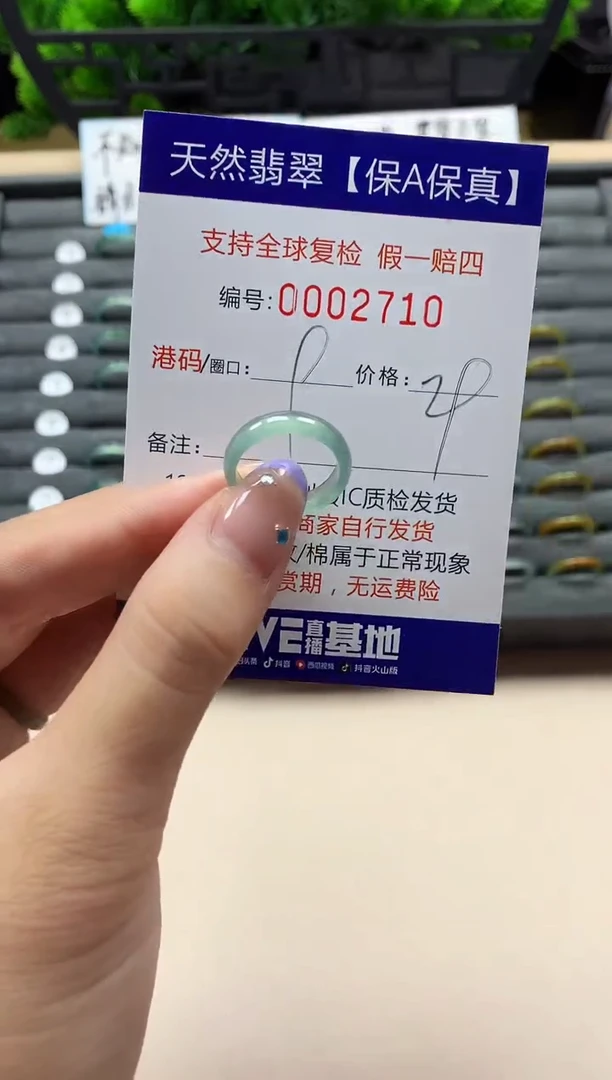 天然翡翠【保A保真】
支持全球复检 假一赔四
编号:0002710
港码/圈口: 价格:
备注:
IC质检发货
商家自行发货
/棉属于正常现象
赏期，无运费险
VE直播基地
抖音 西瓜视频 抖音火山版